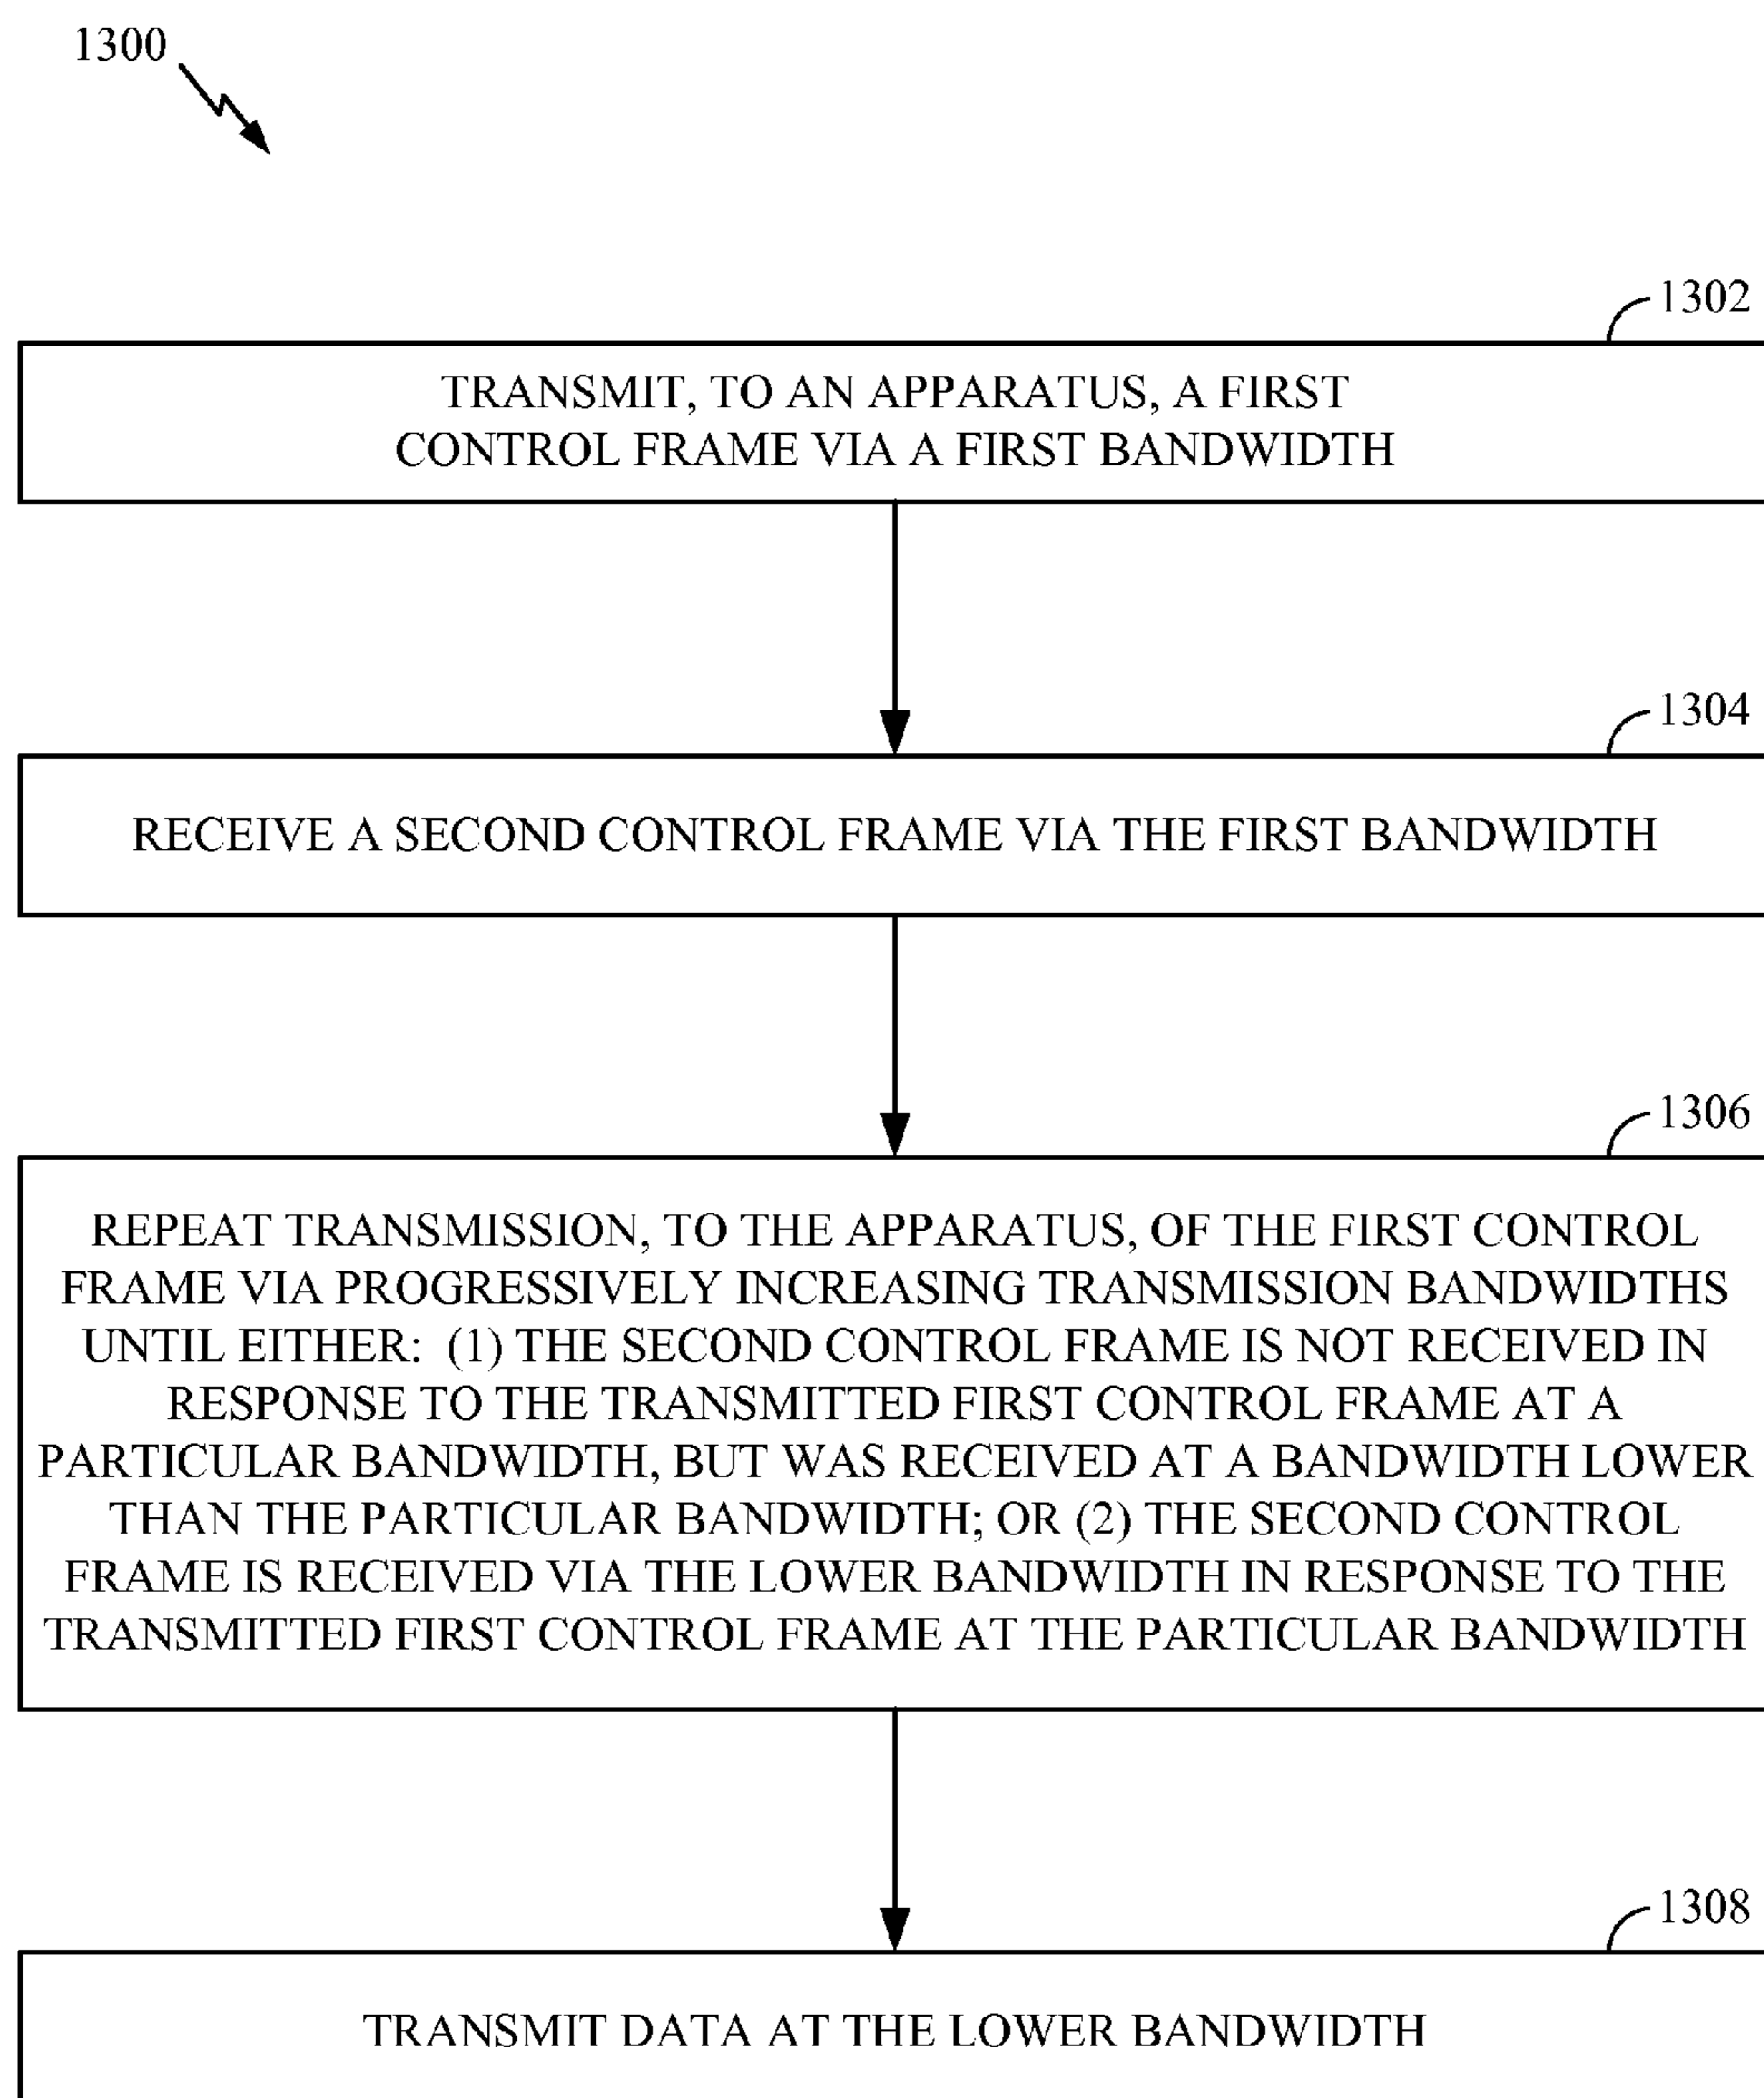 1300
1302
TRANSMIT, TO AN APPARATUS, A FIRST
CONTROL FRAME VIA A FIRST BANDWIDTH
1304
RECEIVE A SECOND CONTROL FRAME VIA THE FIRST BANDWIDTH
1306
REPEAT TRANSMISSION, TO THE APPARATUS, OF THE FIRST CONTROL
FRAME VIA PROGRESSIVELY INCREASING TRANSMISSION BANDWIDTHS
UNTIL EITHER: (1) THE SECOND CONTROL FRAME IS NOT RECEIVED IN
RESPONSE TO THE TRANSMITTED FIRST CONTROL FRAME AT A
PARTICULAR BANDWIDTH, BUT WAS RECEIVED AT A BANDWIDTH LOWER
THAN THE PARTICULAR BANDWIDTH; OR (2) THE SECOND CONTROL
FRAME IS RECEIVED VIA THE LOWER BANDWIDTH IN RESPONSE TO THE
TRANSMITTED FIRST CONTROL FRAME AT THE PARTICULAR BANDWIDTH
1308
TRANSMIT DATA AT THE LOWER BANDWIDTH